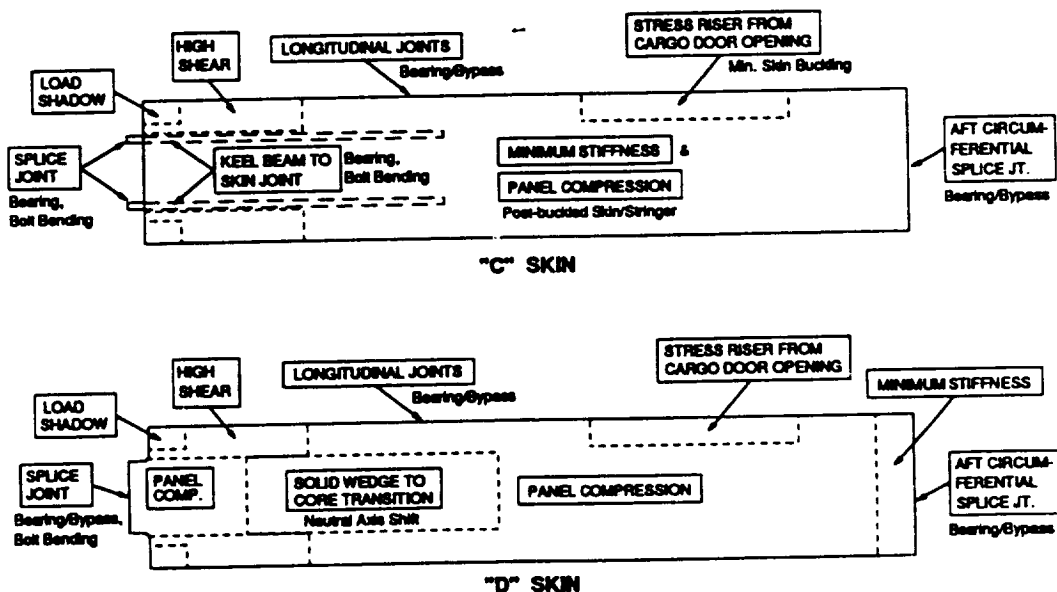 STRESS RISER FROM
CARGO DOOR OPENING
Min. Skin Buckling
HIGH
SHEAR
LONGITUDINAL JOINTS
Bearing/Bypass
LOAD
SHADOW
SPLICE
JOINT
Bearing,
Bolt Bending
KEEL BEAM TO
SKIN JOINT
Bearing,
Bolt Bending
MINIMUM STIFFNESS &
PANEL COMPRESSION
Post-buckled Skin/Stringer
AFT CIRCUM-
FERENTIAL
SPLICE JT.
Bearing/Bypass
"C" SKIN
STRESS RISER FROM
CARGO DOOR OPENING
HIGH
SHEAR
LONGITUDINAL JOINTS
Bearing/Bypass
MINIMUM STIFFNESS
LOAD
SHADOW
SPLICE
JOINT
Bearing/Bypass,
Bolt Bending
PANEL
COMP.
SOLID WEDGE TO
CORE TRANSITION
Neutral Axis Shift
PANEL COMPRESSION
AFT CIRCUM-
FERENTIAL
SPLICE JT.
Bearing/Bypass
"D" SKIN